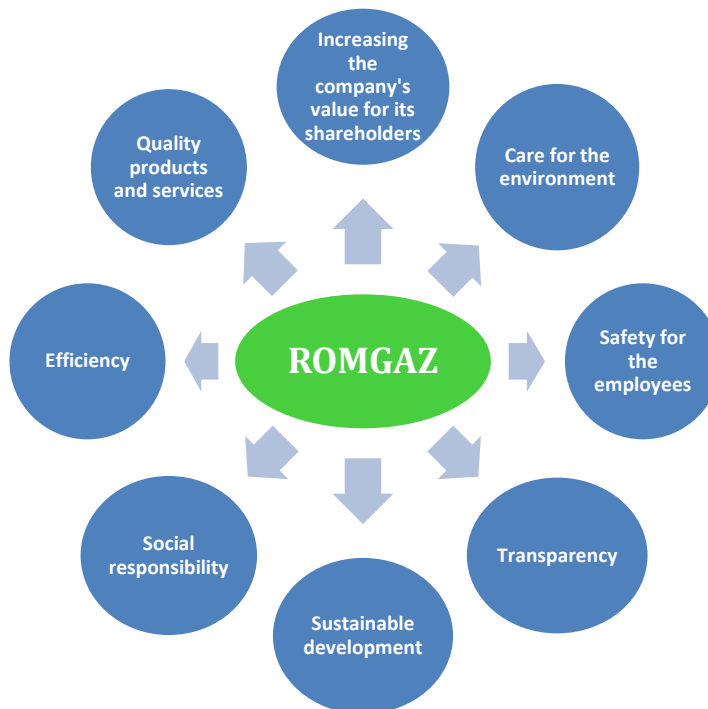 Increasing
the
company's
value for its
shareholders
Quality
products
and services
Care for the
environment
Efficiency
ROMGAZ
Safety for
the
employees
Social
responsibility
Transparency
Sustainable
development